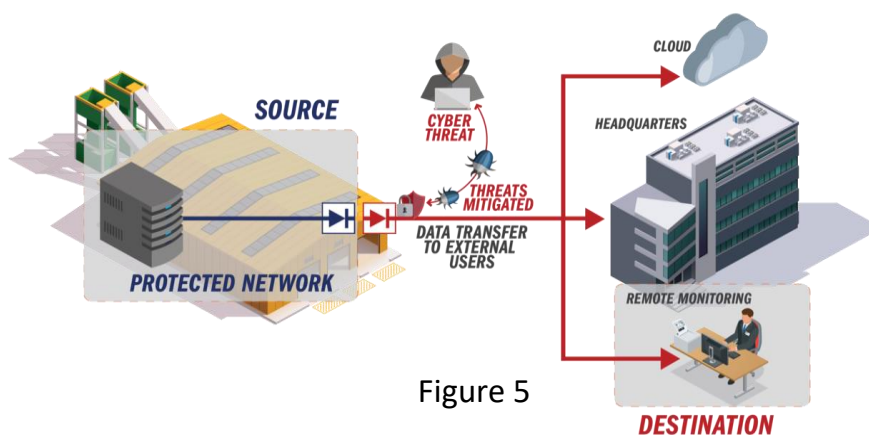 SOURCE
PROTECTED NETWORK
CYBER
THREAT
THREATS
MITIGATED
DATA TRANSFER
TO EXTERNAL
USERS
CLOUD
HEADQUARTERS
REMOTE MONITORING
DESTINATION
Figure 5